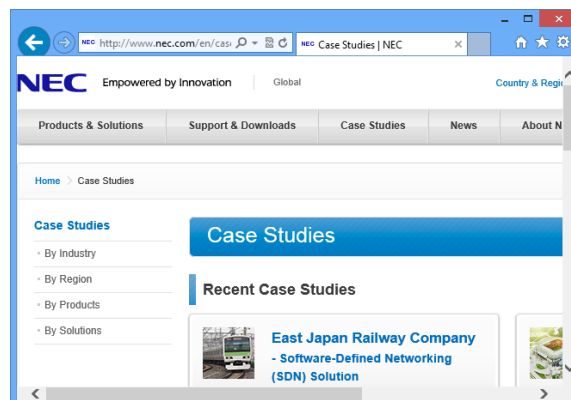 NEC http://www.nec.com/en/cas NEC Case Studies | NEC
NEC Empowered by Innovation Global Country & Regio
Products & Solutions Support & Downloads Case Studies News About N
Home > Case Studies
Case Studies
By Industry
By Region
By Products
By Solutions
Case Studies
Recent Case Studies
East Japan Railway Company
- Software-Defined Networking
(SDN) Solution